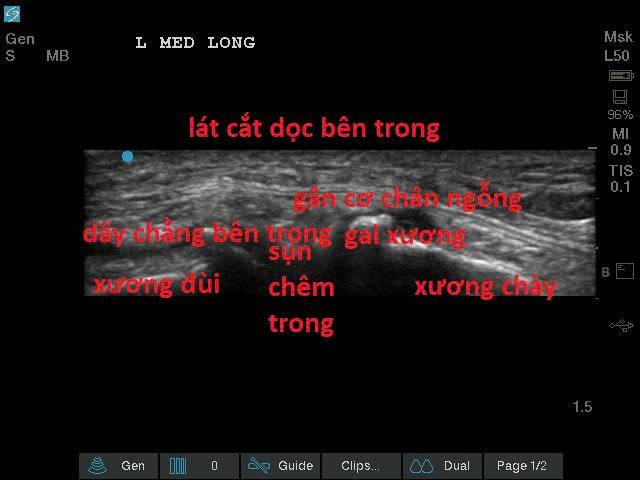 Gen
S MB
L MED LONG
Msk
L50
96%
MI
0.9
TIS
0.1
lát cắt dọc bên trong
gân cơ chân ngỗng
dây chằng bên trong
gai xương
sụn
chêm
trong
xương đùi
xương chày
B
1.5
Gen
0
Guide
Clips...
Dual
Page 1/2